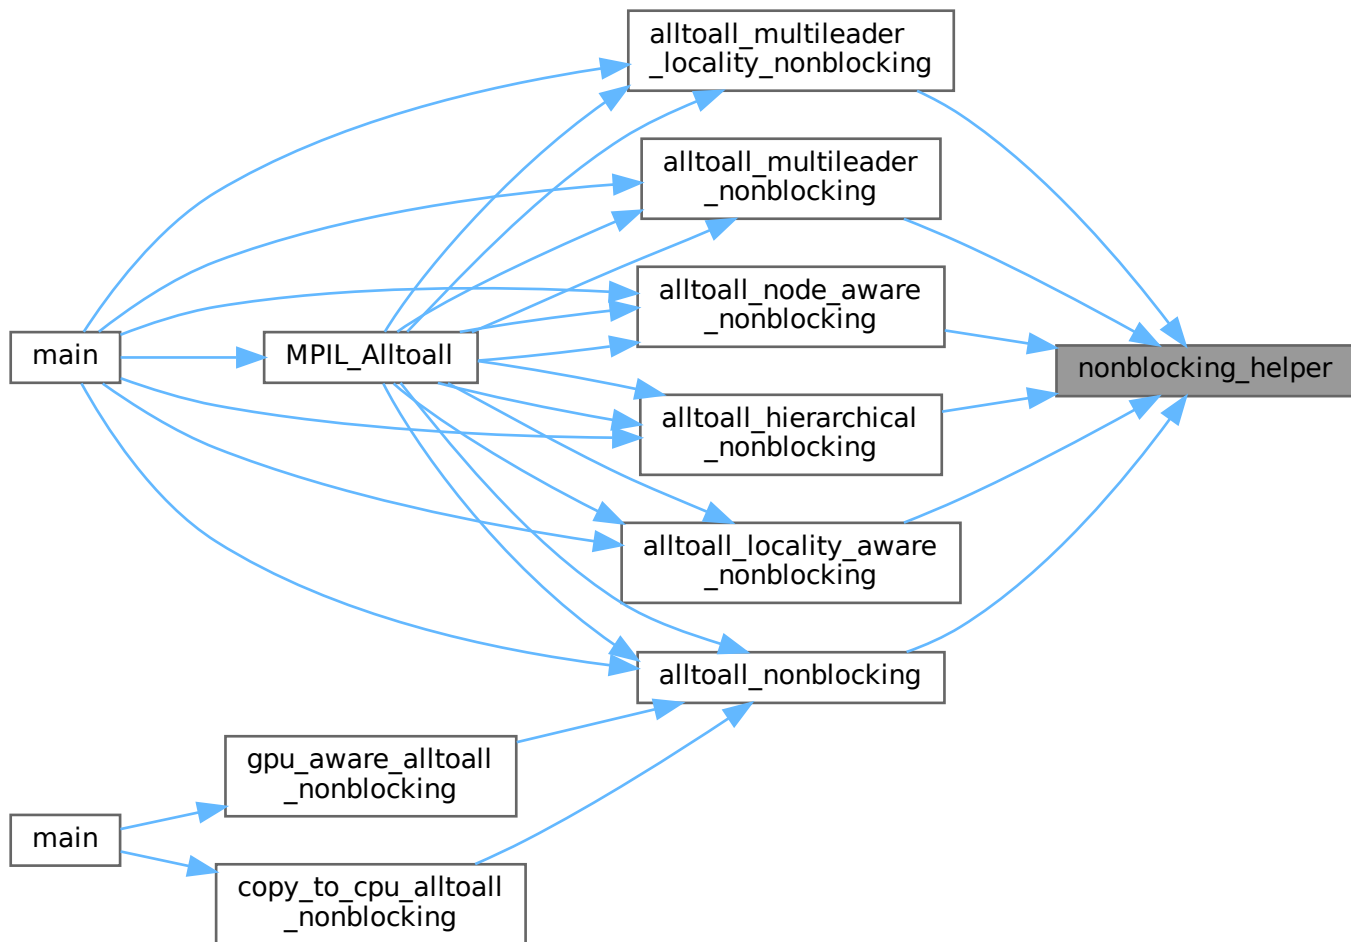 alltoall_multileader
_locality_nonblocking
alltoall_multileader
_nonblocking
alltoall_node_aware
_nonblocking
main
MPIL_Alltoall
nonblocking_helper
alltoall_hierarchical
_nonblocking
alltoall_locality_aware
_nonblocking
alltoall_nonblocking
gpu_aware_alltoall
_nonblocking
main
copy_to_cpu_alltoall
_nonblocking